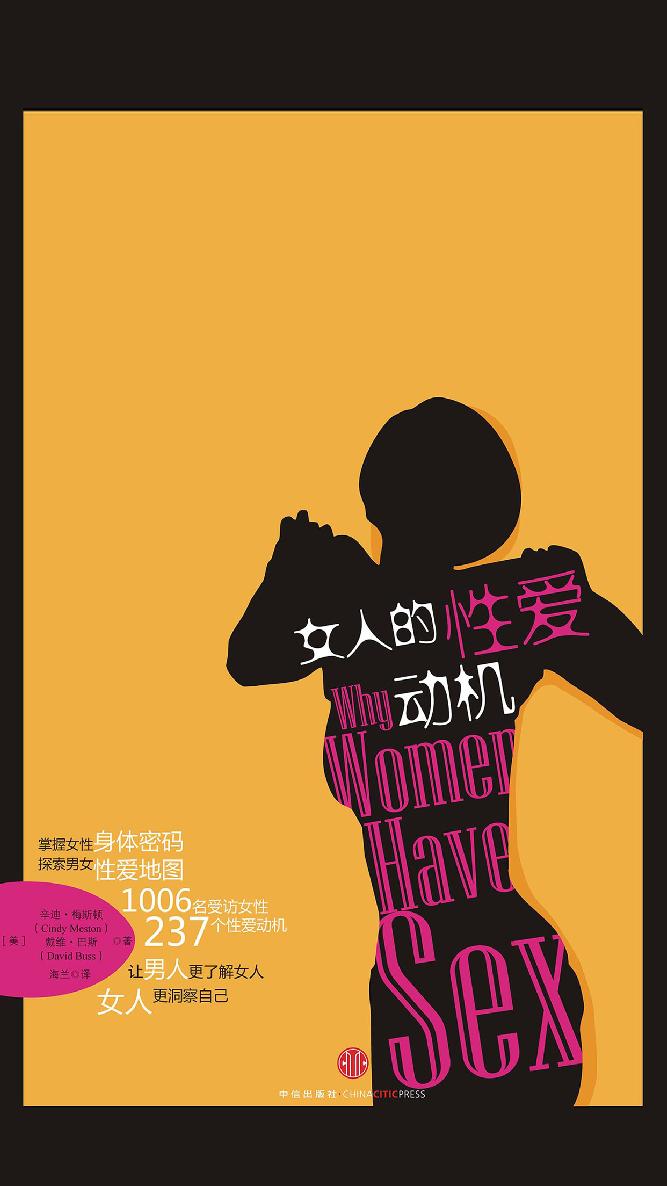 女人的性爱
Why动机
Women
Have
Sex
掌握女性身体密码
探索男女性爱地图
1006名受访女性
237个性爱动机
让男人更了解女人
女人更洞察自己
[美]
辛迪·梅斯顿
(Cindy Meston)
戴维·巴斯
(David Buss)
◎著
海兰◎译
中信出版社·CHINACITICPRESS